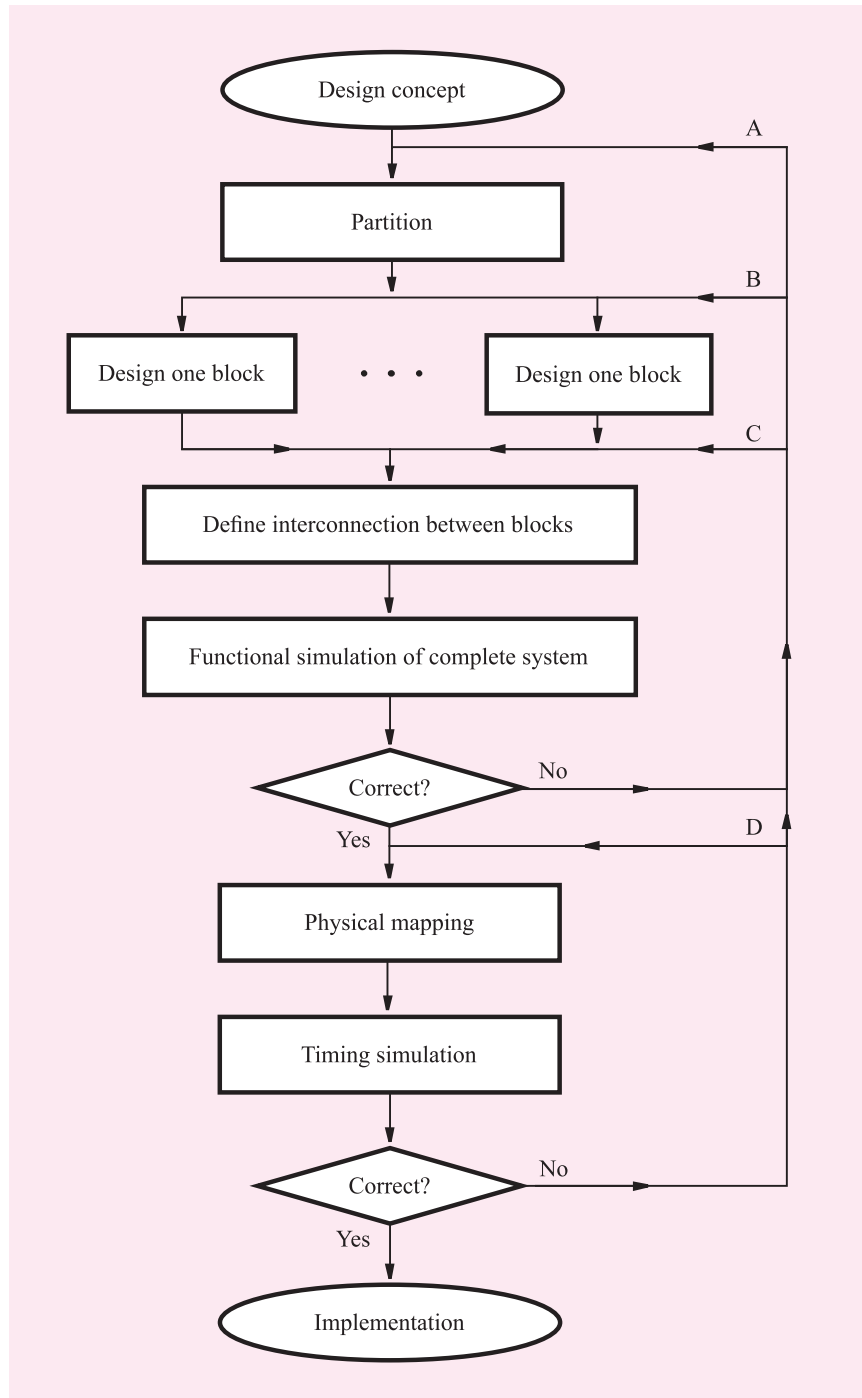 Design concept
A
Partition
B
Design one block
. . .
Design one block
C
Define interconnection between blocks
Functional simulation of complete system
Correct?
No
Yes
D
Physical mapping
Timing simulation
Correct?
No
Yes
Implementation